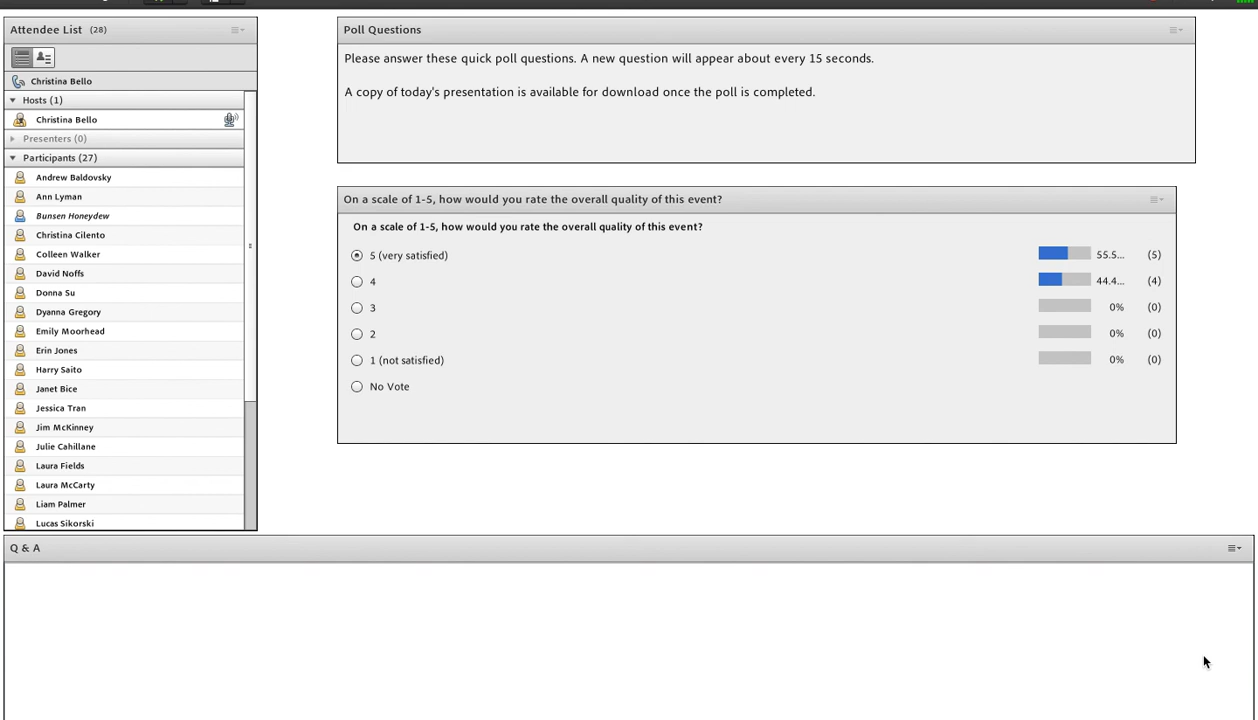 Attendee List (28)
Christina Bello
Hosts (1)
Christina Bello
Presenters (0)
Participants (27)
Andrew Baldovsky
Ann Lyman
Bunsen Honeydew
Christina Cilento
Colleen Walker
David Noffs
Donna Su
Dyanna Gregory
Emily Moorhead
Erin Jones
Harry Saito
Janet Bice
Jessica Tran
Jim McKinney
Julie Cahillane
Laura Fields
Laura McCarty
Liam Palmer
Lucas Sikorski
Poll Questions
Please answer these quick poll questions. A new question will appear about every 15 seconds.
A copy of today's presentation is available for download once the poll is completed.
On a scale of 1-5, how would you rate the overall quality of this event?
On a scale of 1-5, how would you rate the overall quality of this event?
5 (very satisfied) 55.5... (5)
4 44.4... (4)
3 0% (0)
2 0% (0)
1 (not satisfied) 0% (0)
No Vote
Q & A